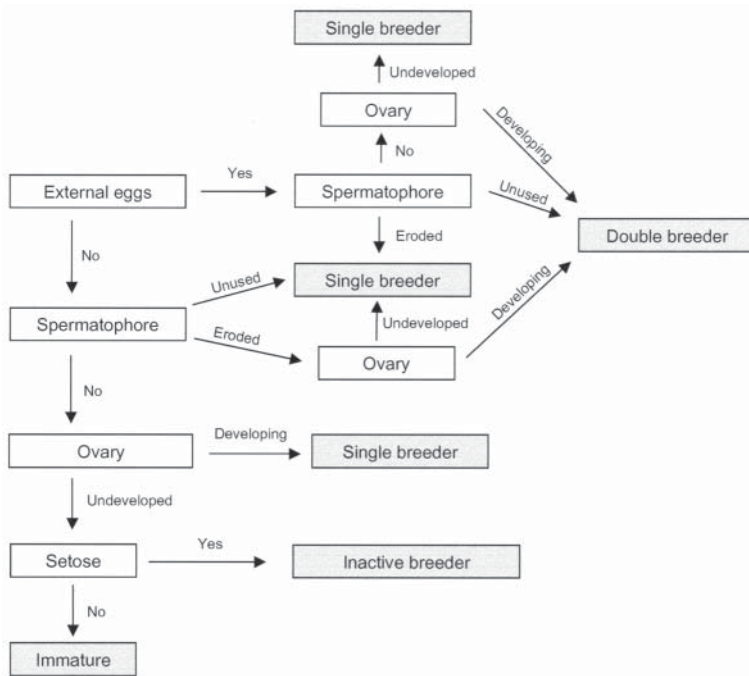 Single breeder
Undeveloped
Ovary
Developing
No
Yes
External eggs
Spermatophore
Unused
Double breeder
No
Eroded
Unused
Single breeder
Developing
Spermatophore
Undeveloped
Eroded
Ovary
No
Developing
Ovary
Single breeder
Undeveloped
Yes
Setose
Inactive breeder
No
Immature